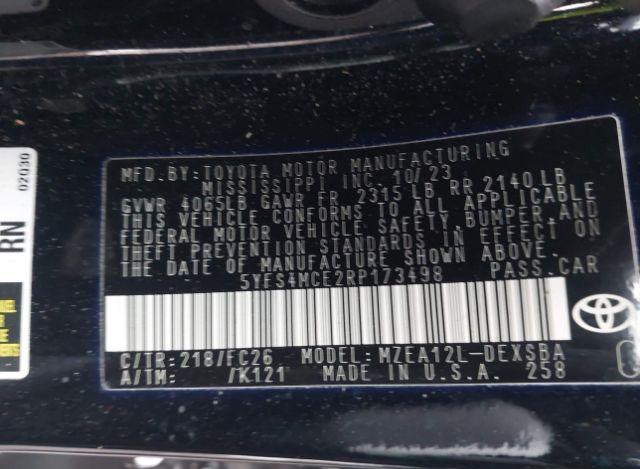 MFD. BY: TOYOTA MOTOR MANUFACTURING
MISSISSIPPI INC. 10/23
GVWR 4065LB GAWR FR 2315 LB RR 2140 LB
THIS VEHICLE CONFORMS TO ALL APPLICABLE
FEDERAL MOTOR VEHICLE SAFETY, BUMPER, AND
THEFT PREVENTION STANDARDS IN EFFECT ON
THE DATE OF MANUFACTURE SHOWN ABOVE.
5YFS4MCE2RP173498 PASS. CAR
C/TR: 218/FC26 MODEL: MZEA12L-DEXSBA
A/TM: /K121 MADE IN U.S.A. 258
02030
RN